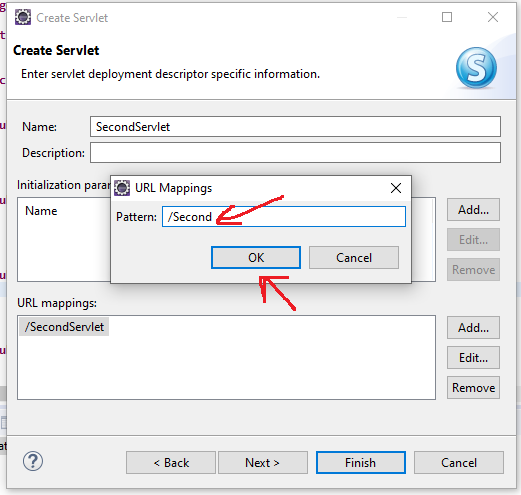 Create Servlet
Create Servlet
Enter servlet deployment descriptor specific information.
S
Name: SecondServlet
Description:
URL Mappings
Pattern: /Second
OK Cancel
Initialization para
Name
Add...
Edit...
Remove
URL mappings:
/SecondServlet
Add...
Edit...
Remove
? < Back Next > Finish Cancel